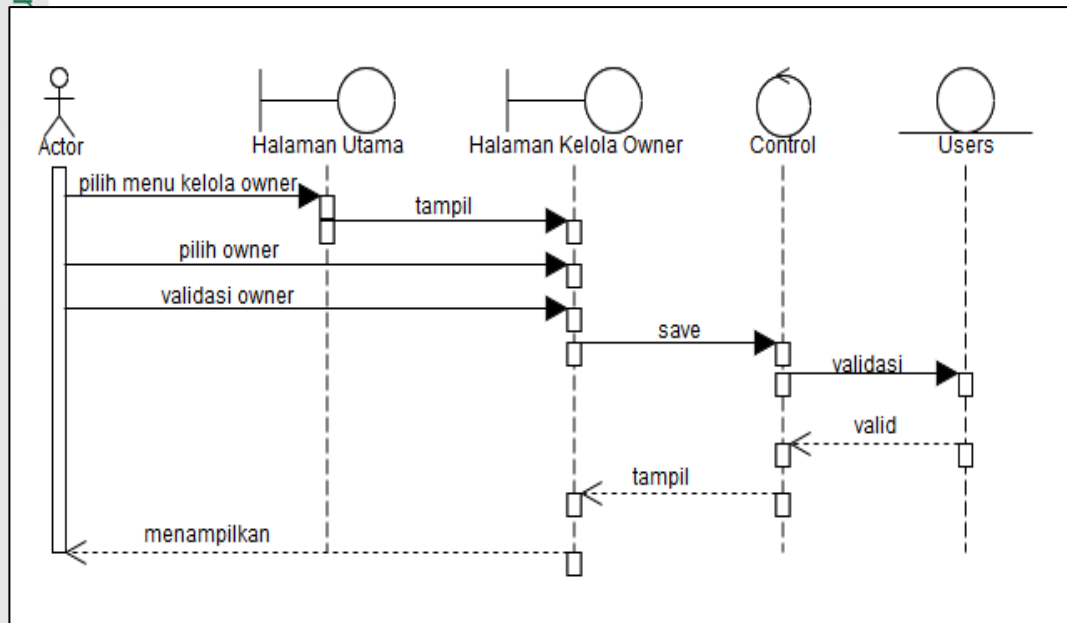 Actor
Halaman Utama
Halaman Kelola Owner
Control
Users
pilih menu kelola owner
tampil
pilih owner
validasi owner
save
validasi
valid
tampil
menampilkan